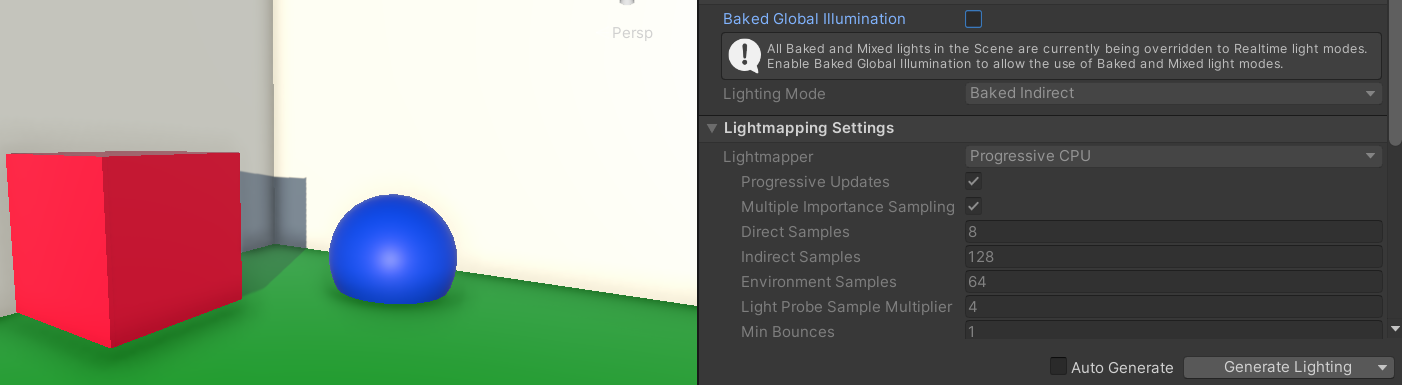 Persp
Baked Global Illumination
All Baked and Mixed lights in the Scene are currently being overridden to Realtime light modes.
Enable Baked Global Illumination to allow the use of Baked and Mixed light modes.
Lighting Mode Baked Indirect
Lightmapping Settings
Lightmapper Progressive CPU
Progressive Updates
Multiple Importance Sampling
Direct Samples 8
Indirect Samples 128
Environment Samples 64
Light Probe Sample Multiplier 4
Min Bounces 1
Auto Generate Generate Lighting